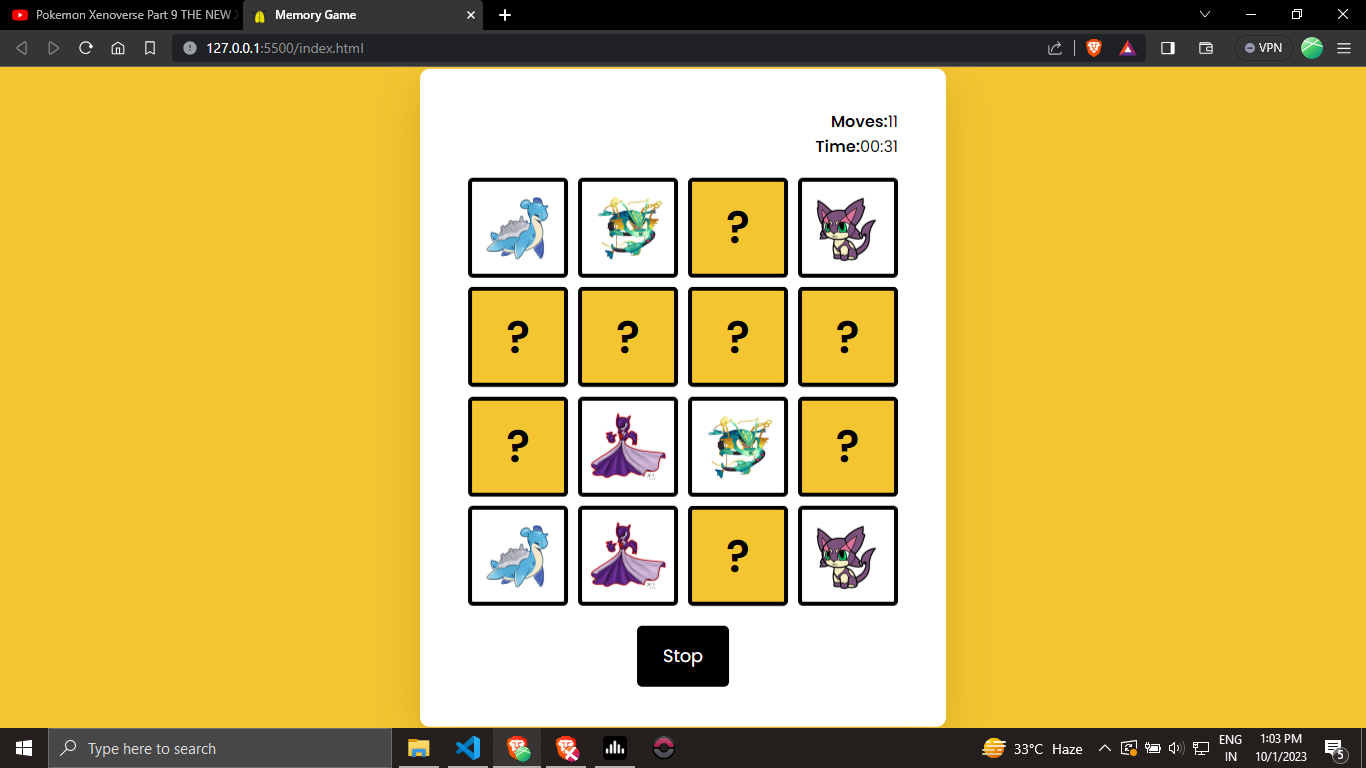 Pokemon Xenoverse Part 9 THE NEW
Memory Game
127.0.0.1:5500/index.html
VPN
Moves:11
Time:00:31
?
?
?
?
?
?
?
?
Stop
Type here to search
33°C Haze
ENG
IN
1:03 PM
10/1/2023
5